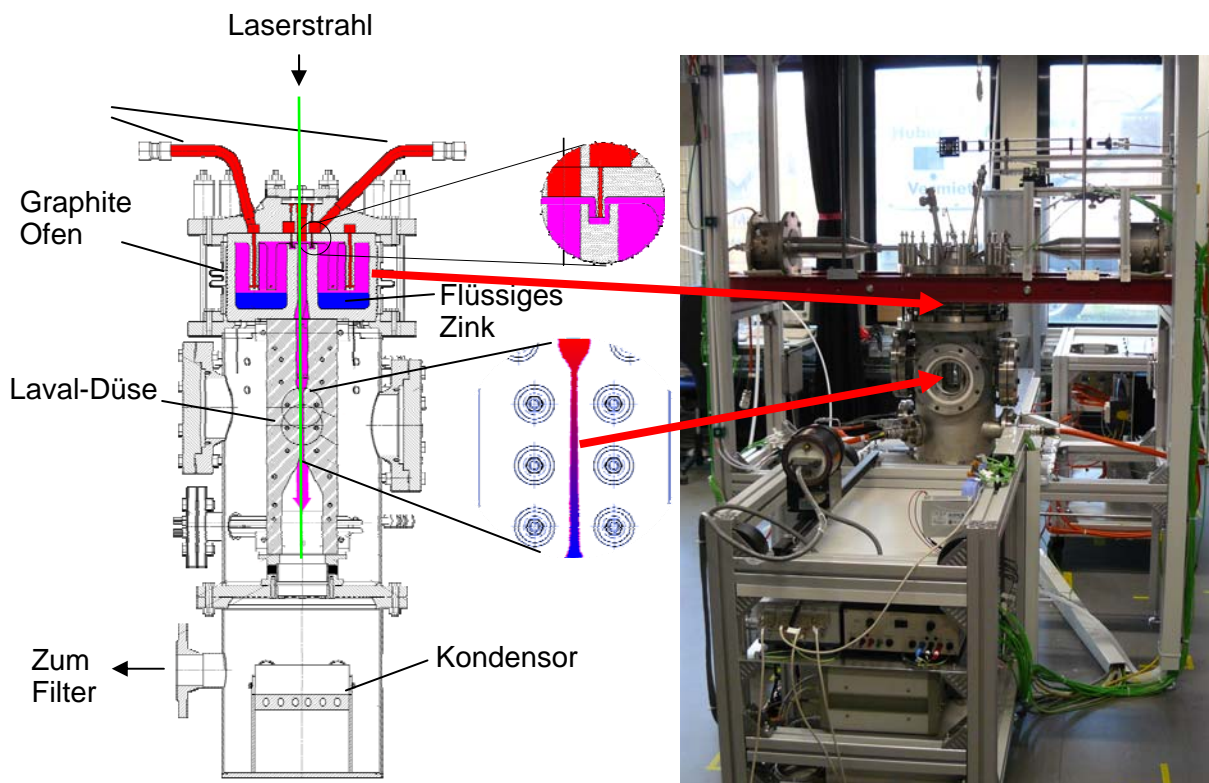 Laserstrahl
Graphite
Ofen
Flüssiges
Zink
Laval-Düse
Zum
Filter
Kondensor